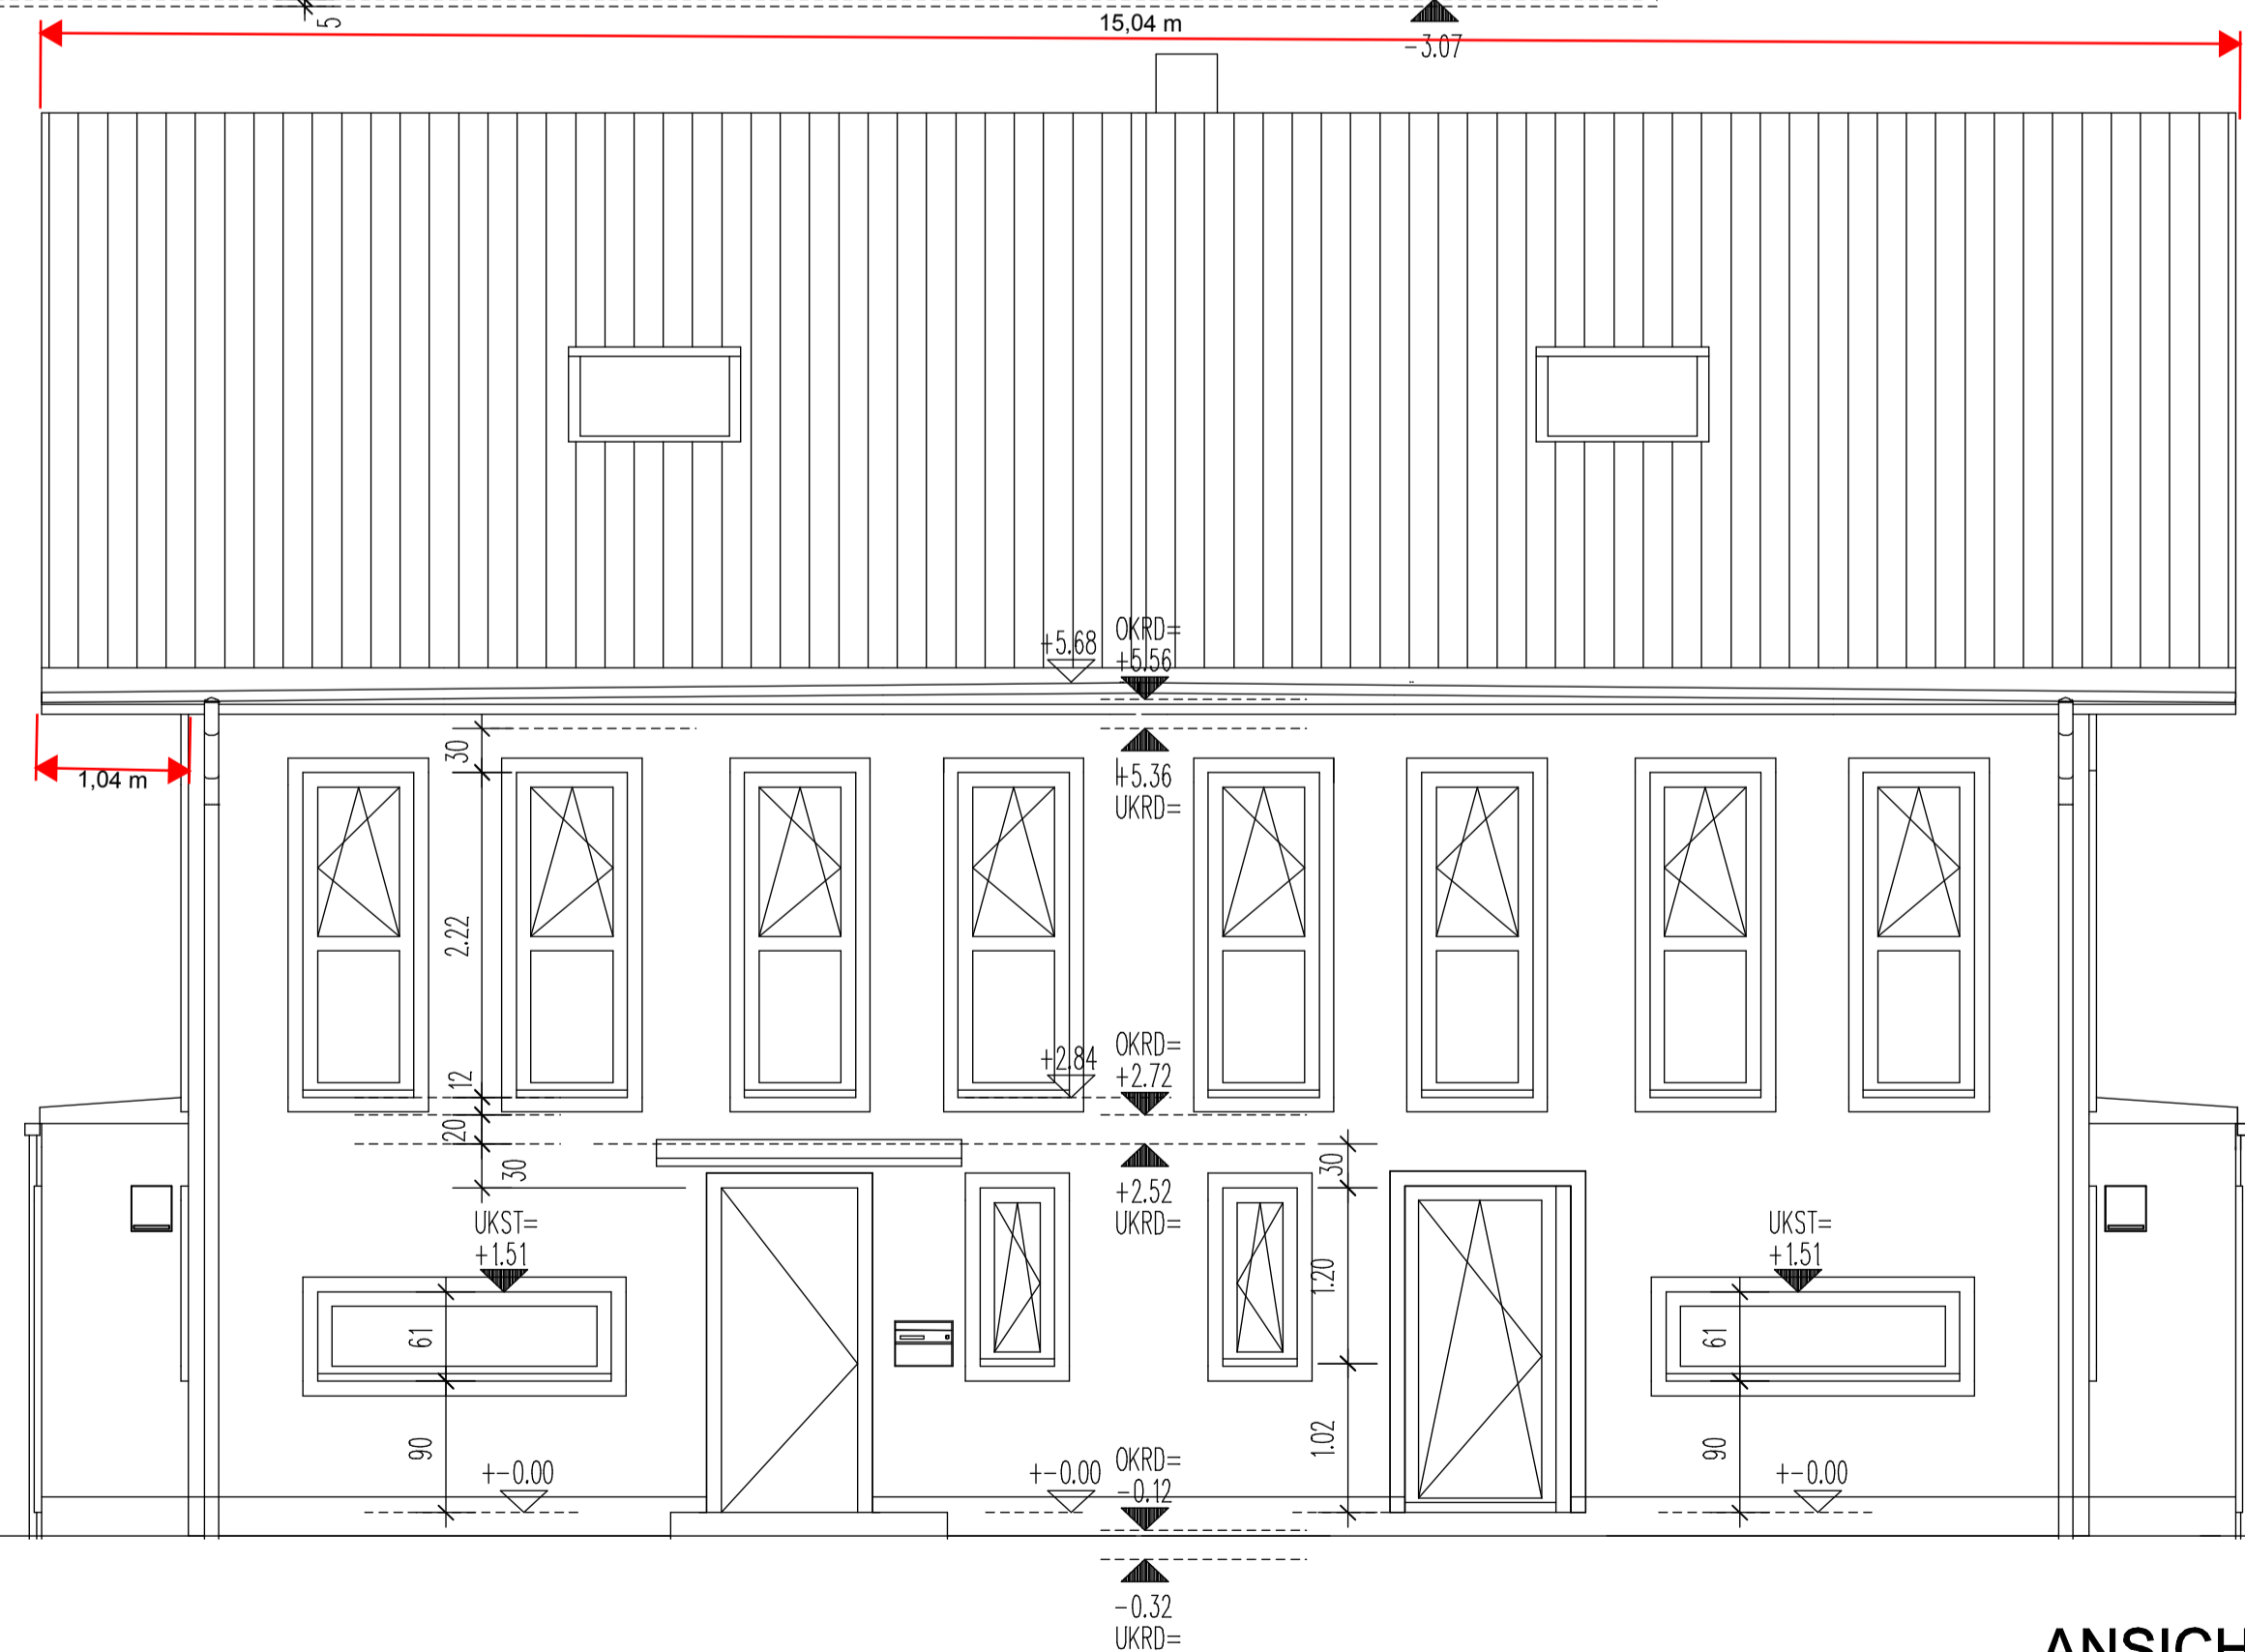 5
15,04 m
-3.07
+5.68
OKRD=
+5.56
30
1,04 m
+5.36
UKRD=
2.22
12
+2.84
OKRD=
+2.72
20
30
30
+2.52
UKRD=
UKST=
+1.51
UKST=
+1.51
1.20
61
61
90
1.02
90
+-0.00
+-0.00
OKRD=
-0.12
+-0.00
-0.32
UKRD=
ANSICH